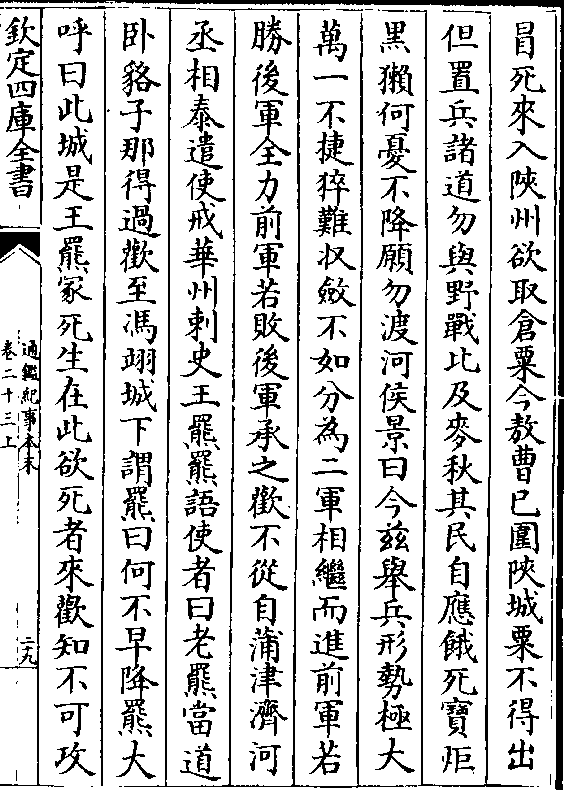 冒死來入陜州欲取倉粟今敖曹已圍陜城粟不得出
但置兵諸道勿與野戰比及麥秋其民自應餓死寳炬
黒獺何憂不降願勿渡河侯景曰今兹舉兵形勢極大
萬一不捷猝難収斂不如分為二軍相繼而進前軍若
勝後軍全力前軍若敗後軍承之歡不從自蒲津濟河
丞相泰遣使戒華州刺史王羆羆語使者曰老羆當道
卧貉子那得過歡至馮翊城下謂羆曰何不早降羆大
呼曰此城是王羆冢死生在此欲死者來歡知不可攻
欽定四庫全書
通鑑紀事本末
卷二十三上
二九